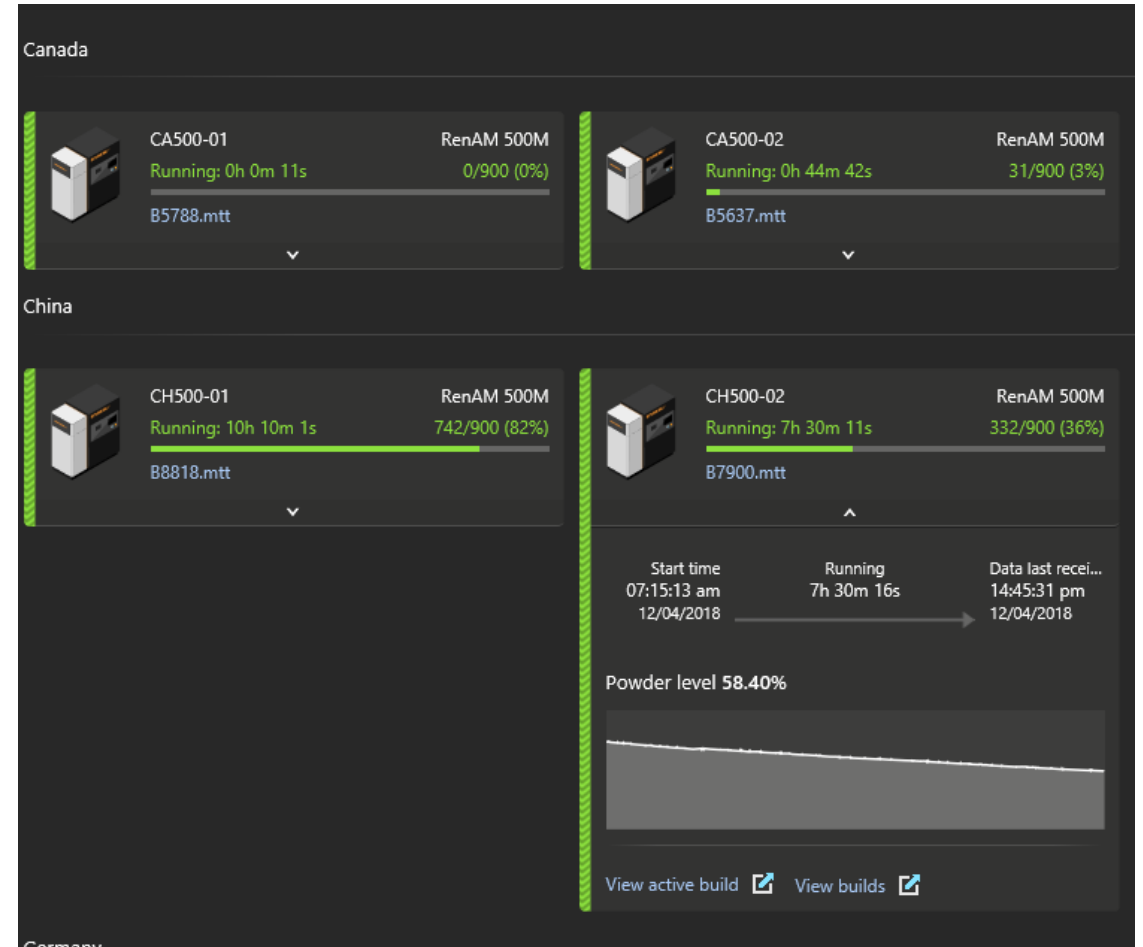 Canada
CA500-01 RenAM 500M
Running: 0h 0m 11s 0/900 (0%)
B5788.mtt
CA500-02 RenAM 500M
Running: 0h 44m 42s 31/900 (3%)
B5637.mtt
China
CH500-01 RenAM 500M
Running: 10h 10m 1s 742/900 (82%)
B8818.mtt
CH500-02 RenAM 500M
Running: 7h 30m 11s 332/900 (36%)
B7900.mtt
Start time Running Data last recei...
07:15:13 am 7h 30m 16s 14:45:31 pm
12/04/2018 12/04/2018
Powder level 58.40%
View active build View builds
Germany